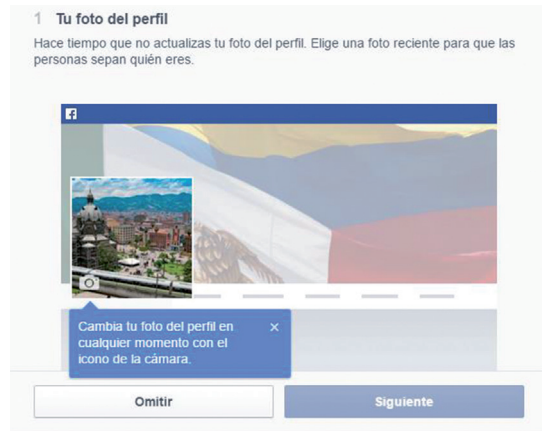 1 Tu foto del perfil
Hace tiempo que no actualizas tu foto del perfil. Elige una foto reciente para que las
personas sepan quién eres.
f
Cambia tu foto del perfil en
cualquier momento con el
icono de la cámara.
×
Omitir
Siguiente